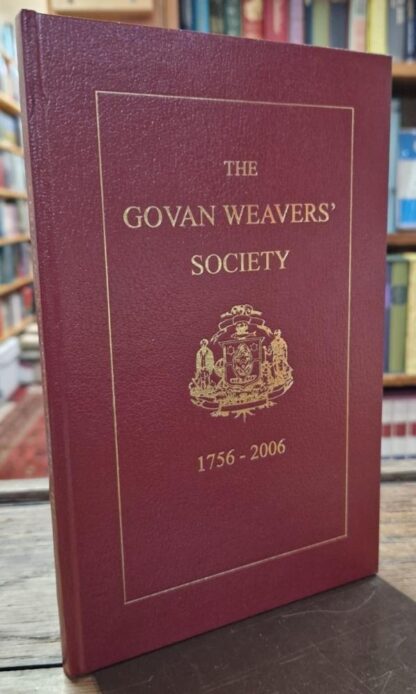 THE
GOVAN WEAVERS'
SOCIETY
1756 - 2006